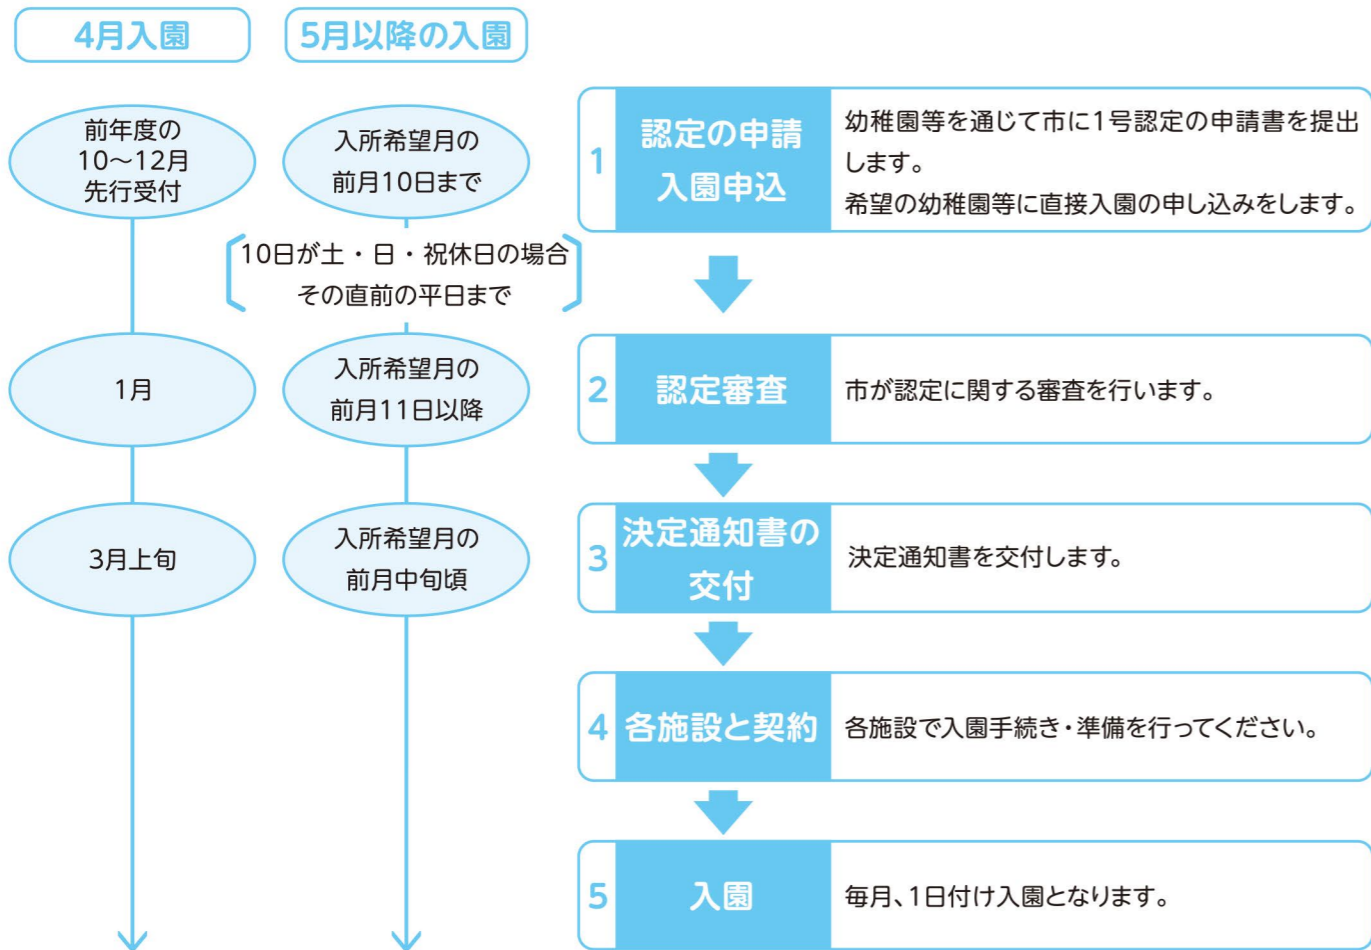 4月入園
5月以降の入園
前年度の
10～12月
先行受付
入所希望月の
前月10日まで
10日が土・日・祝休日の場合
その直前の平日まで
1月
入所希望月の
前月11日以降
3月上旬
入所希望月の
前月中旬頃
1
認定の申請
入園申込
幼稚園等を通じて市に1号認定の申請書を提出
します。
希望の幼稚園等に直接入園の申し込みをします。
2
認定審査
市が認定に関する審査を行います。
3
決定通知書の
交付
決定通知書を交付します。
4
各施設と契約
各施設で入園手続き・準備を行ってください。
5
入園
毎月、1日付け入園となります。